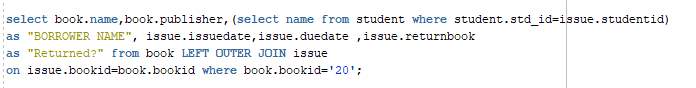 select book.name,book.publisher,(select name from student where student.std_id=issue.studentid)
as "BORROWER NAME", issue.issuedate,issue.duedate ,issue.returnbook
as "Returned?" from book LEFT OUTER JOIN issue
on issue.bookid=book.bookid where book.bookid='20';